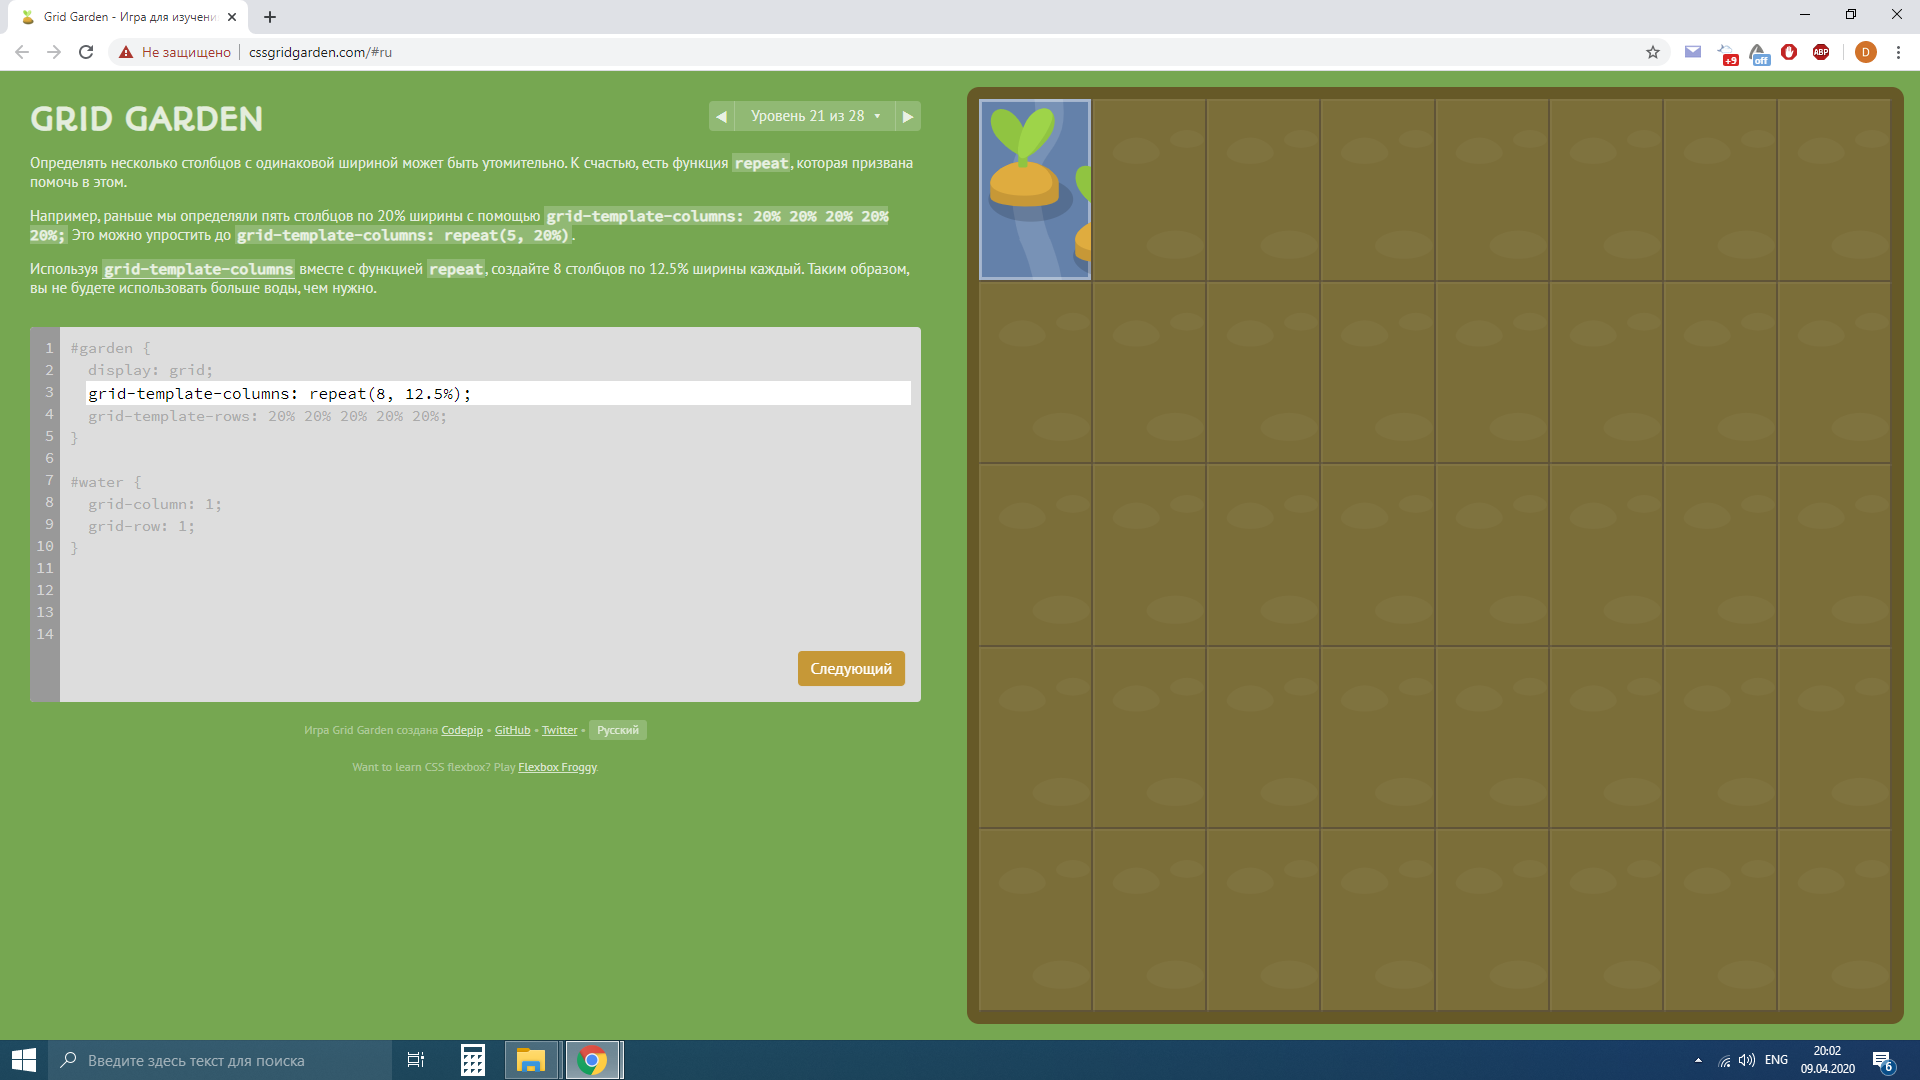 Grid Garden - Игра для изучени
Не защищено
cssgridgarden.com/#ru
+9
off
ABP
D
GRID GARDEN
Уровень 21 из 28
Определять несколько столбцов с одинаковой шириной может быть утомительно. К счастью, есть функция repeat, которая призвана
помочь в этом.
Например, раньше мы определяли пять столбцов по 20% ширины с помощью grid-template-columns: 20% 20% 20% 20%
20%; Это можно упростить до grid-template-columns: repeat(5, 20%).
Используя grid-template-columns вместе с функцией repeat, создайте 8 столбцов по 12.5% ширины каждый. Таким образом,
вы не будете использовать больше воды, чем нужно.
1 #garden {
2 display: grid;
3 grid-template-columns: repeat(8, 12.5%);
4 grid-template-rows: 20% 20% 20% 20% 20%;
5 }
6
7 #water {
8 grid-column: 1;
9 grid-row: 1;
10 }
11
12
13
14
Следующий
Игра Grid Garden создана Codepip • GitHub • Twitter • Русский
Want to learn CSS flexbox? Play Flexbox Froggy.
Введите здесь текст для поиска
ENG
20:02
09.04.2020
6